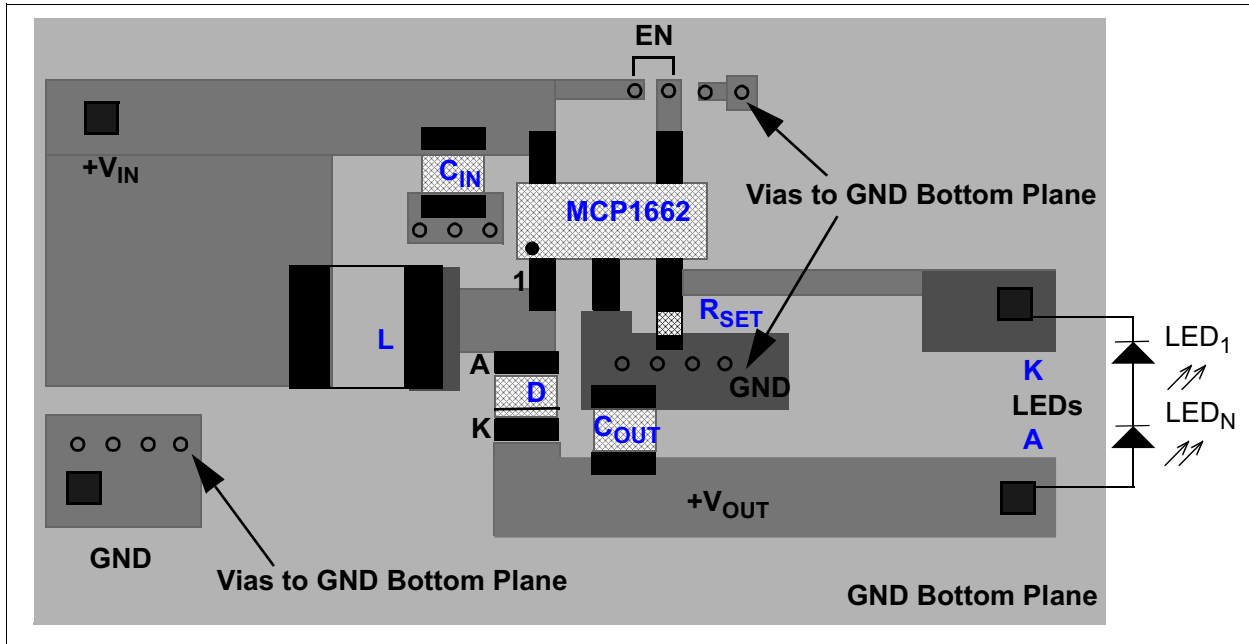 EN
+VIN
CIN
MCP1662
Vias to GND Bottom Plane
1
RSET
L
A
D
K
GND
COUT
K
LEDs
A
LED1
LEDN
+VOUT
GND
Vias to GND Bottom Plane
GND Bottom Plane